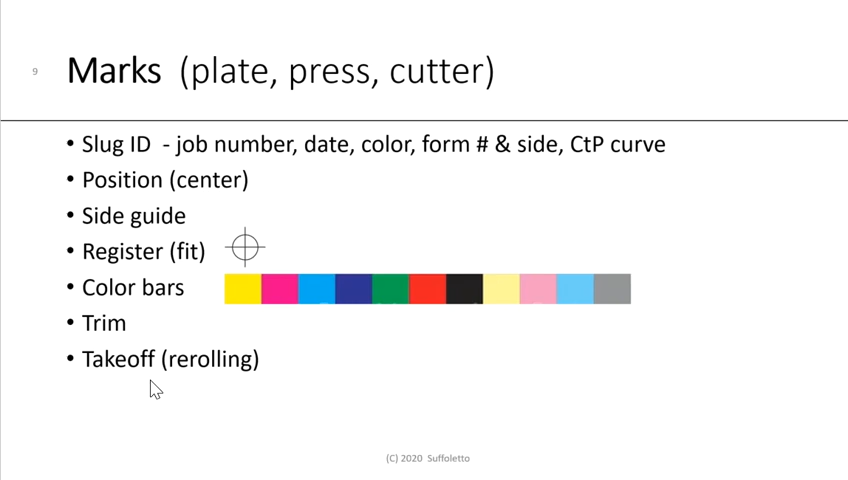 9
Marks (plate, press, cutter)
• Slug ID - job number, date, color, form # & side, CtP curve
• Position (center)
• Side guide
• Register (fit)
• Color bars
• Trim
• Takeoff (rerolling)
(C) 2020 Suffoletto